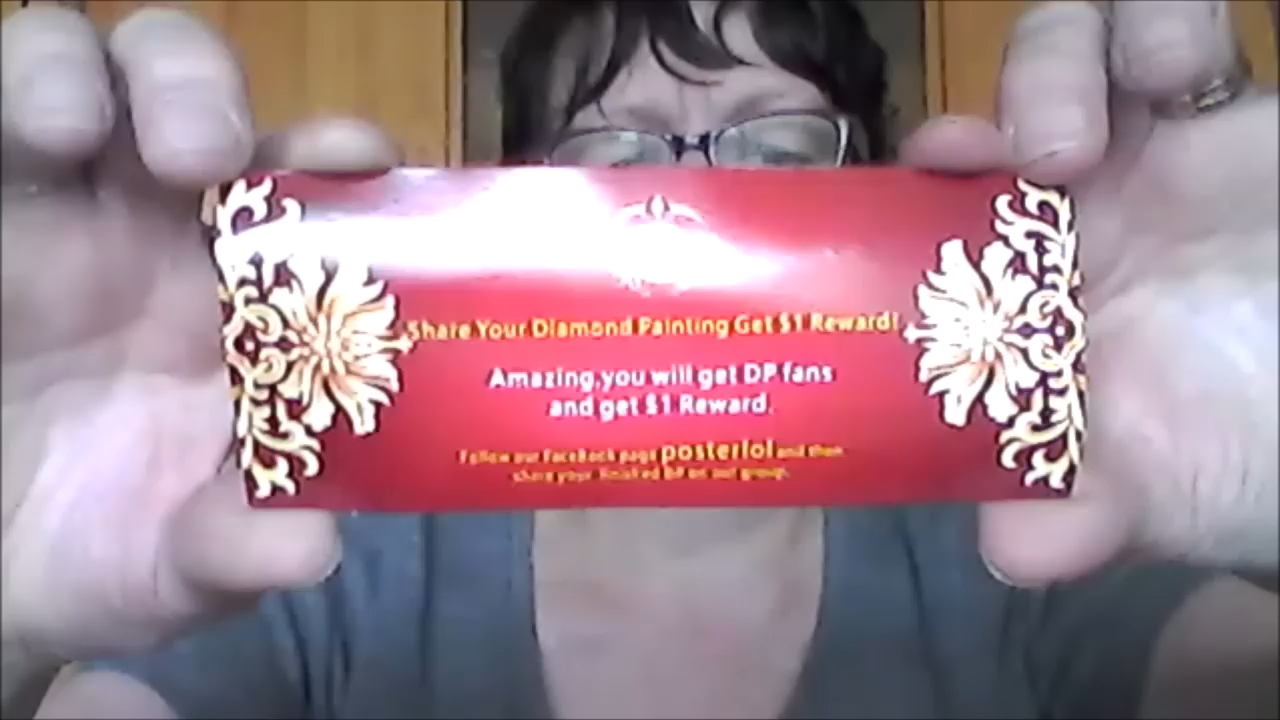 Share Your Diamond Painting Get $1 Reward!
Amazing,you will get DP fans
and get $1 Reward.
Follow our FaceBook page posterlol and then
share your finished DP on our group.